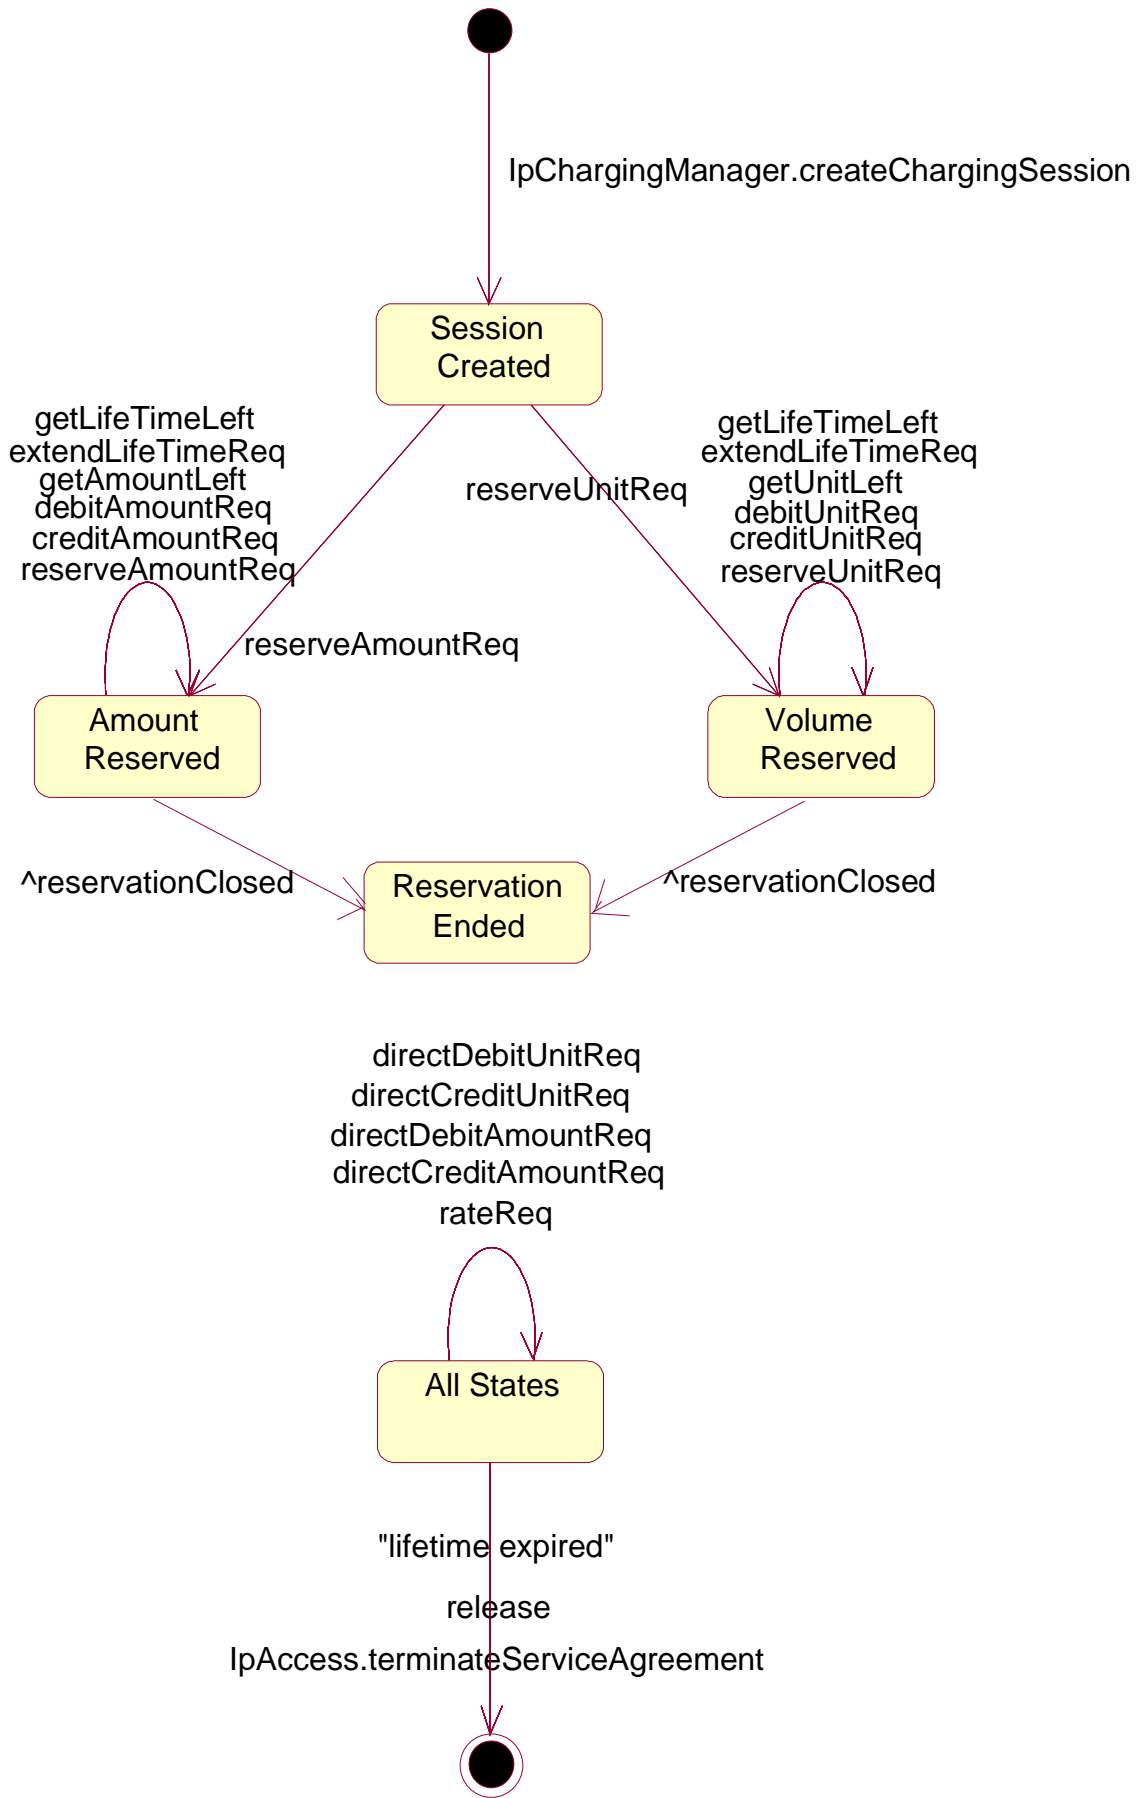 IpChargingManager.createChargingSession
Session
Created
getLifeTimeLeft
extendLifeTimeReq
getAmountLeft
debitAmountReq
creditAmountReq
reserveAmountReq
reserveUnitReq
getLifeTimeLeft
extendLifeTimeReq
getUnitLeft
debitUnitReq
creditUnitReq
reserveUnitReq
reserveAmountReq
Amount
Reserved
Volume
Reserved
^reservationClosed
Reservation
Ended
^reservationClosed
directDebitUnitReq
directCreditUnitReq
directDebitAmountReq
directCreditAmountReq
rateReq
All States
"lifetime expired"
release
IpAccess.terminateServiceAgreement